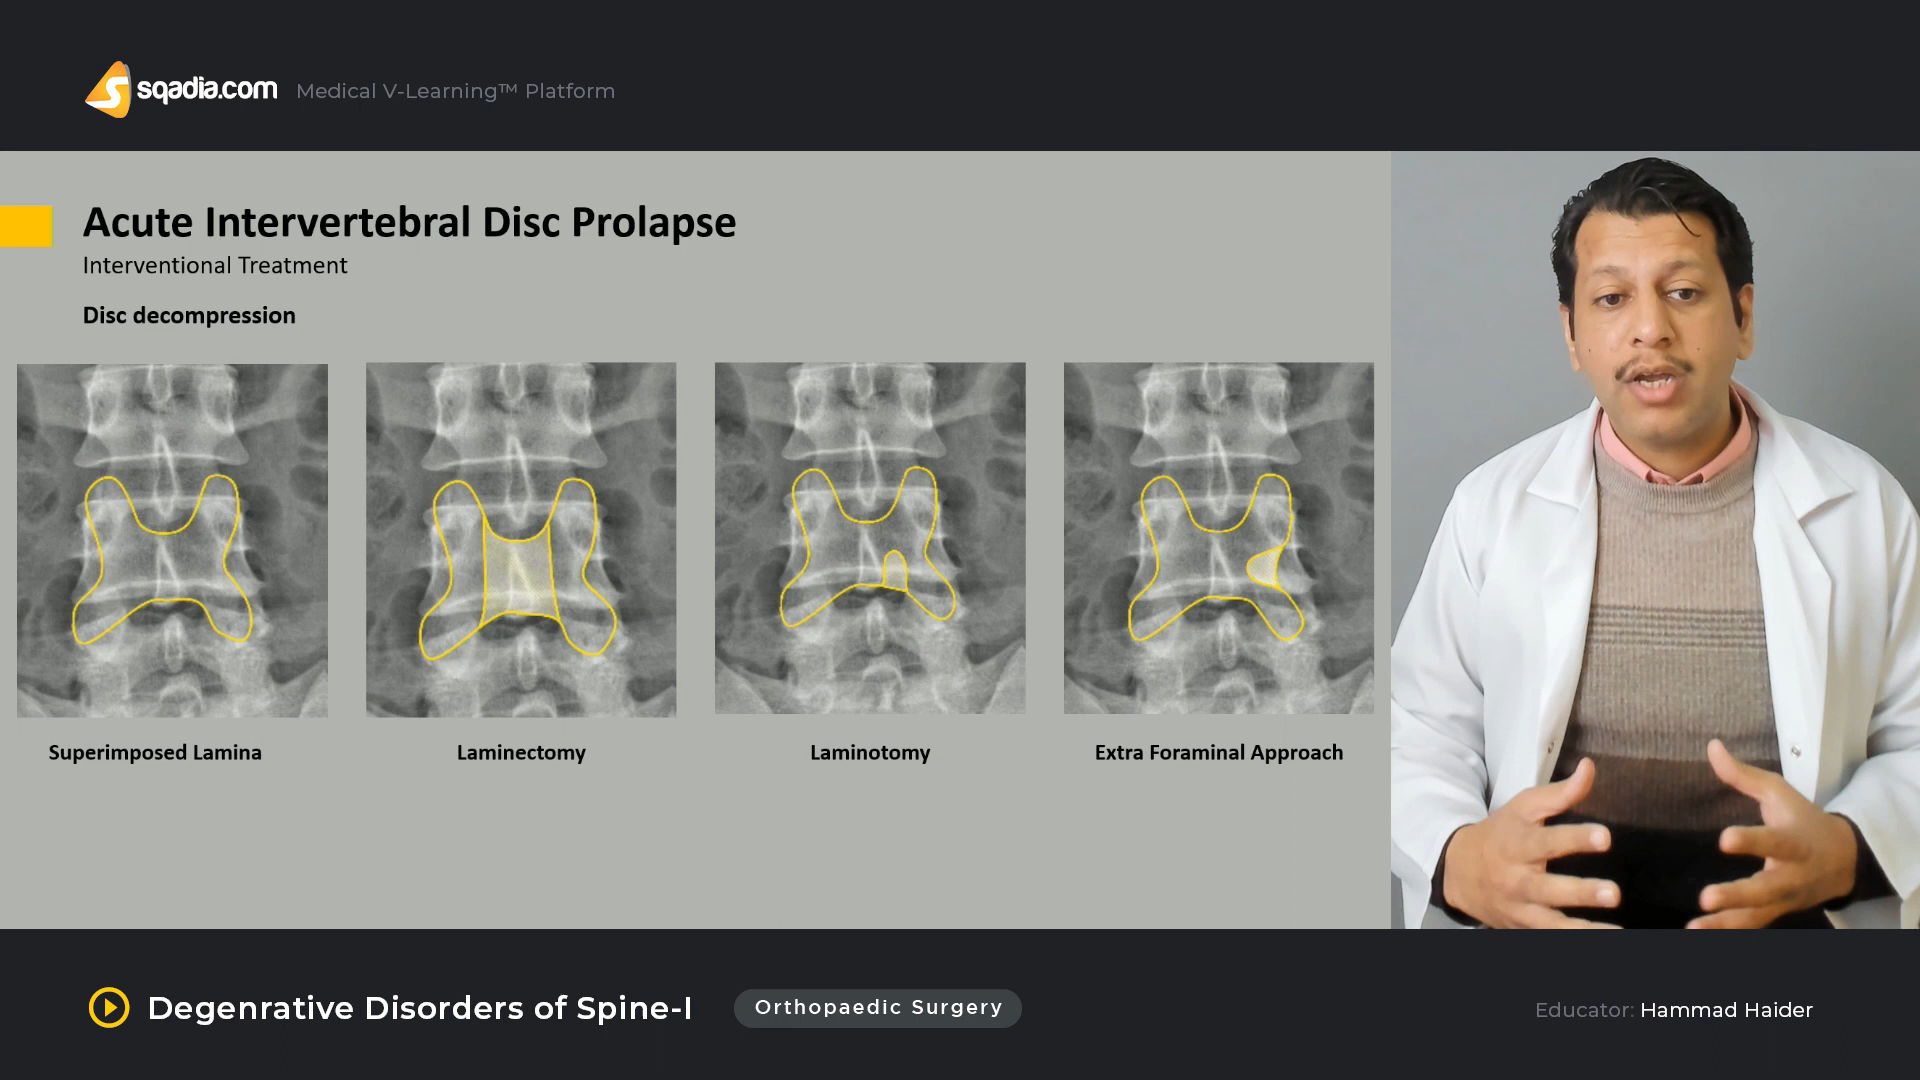 sqadia.com Medical V-Learning™ Platform
Acute Intervertebral Disc Prolapse
Interventional Treatment
Disc decompression
Superimposed Lamina
Laminectomy
Laminotomy
Extra Foraminal Approach
Degenrative Disorders of Spine-I
Orthopaedic Surgery
Educator: Hammad Haider